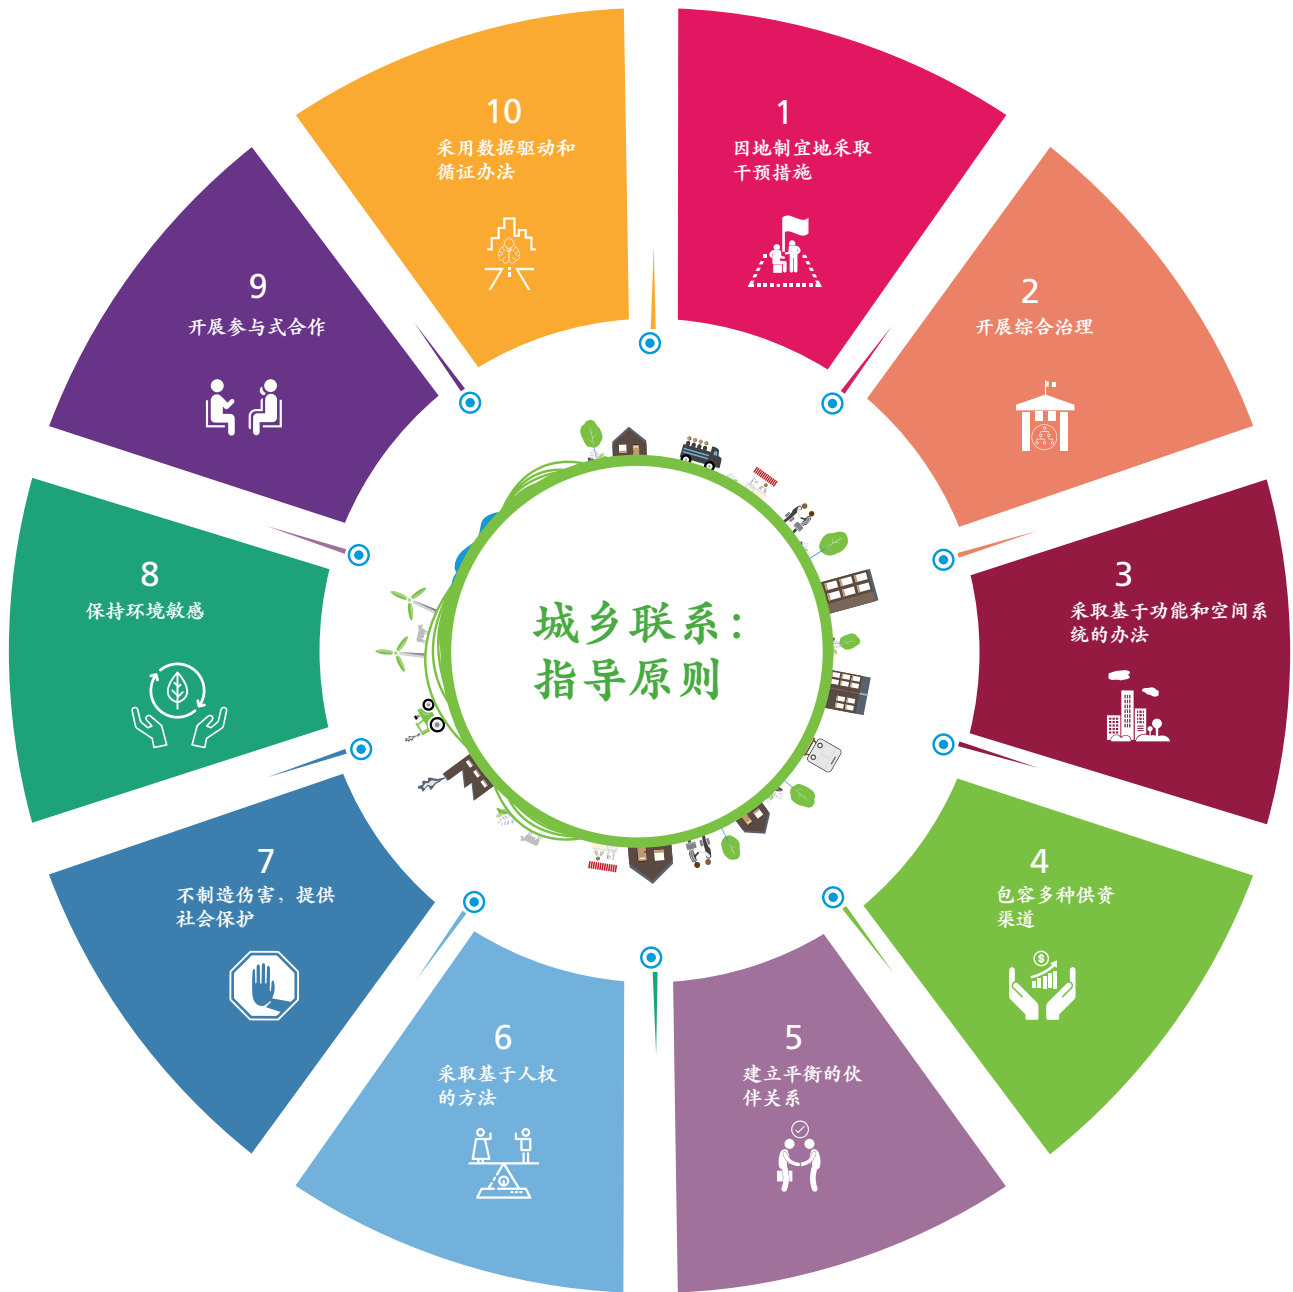 城乡联系：
指导原则
1
因地制宜地采取
干预措施
2
开展综合治理
3
采取基于功能和空间系
统的办法
4
包容多种供资
渠道
5
建立平衡的伙
伴关系
6
采取基于人权
的方法
7
不制造伤害，提供
社会保护
8
保持环境敏感
9
开展参与式合作
10
采用数据驱动和
循证办法
$